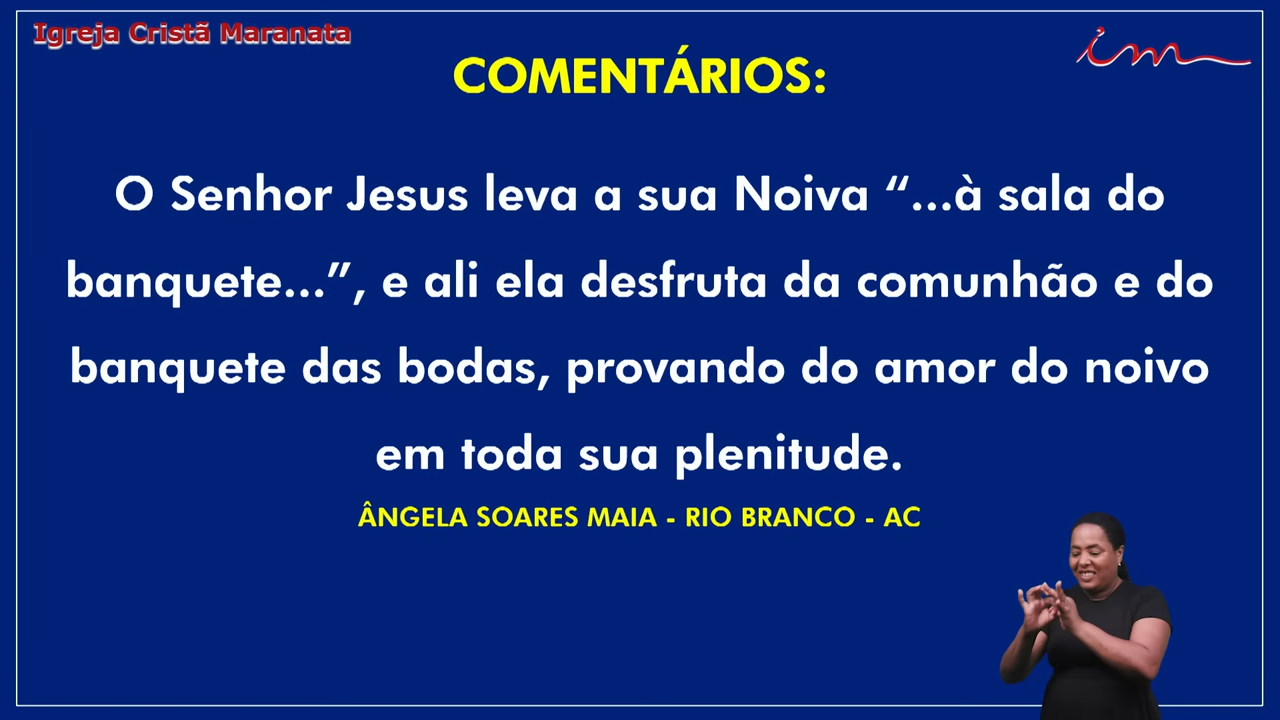 Igreja Cristã Maranata
im
COMENTÁRIOS:
O Senhor Jesus leva a sua Noiva “...à sala do
banquete...”, e ali ela desfruta da comunhão e do
banquete das bodas, provando do amor do noivo
em toda sua plenitude.
ÂNGELA SOARES MAIA - RIO BRANCO - AC